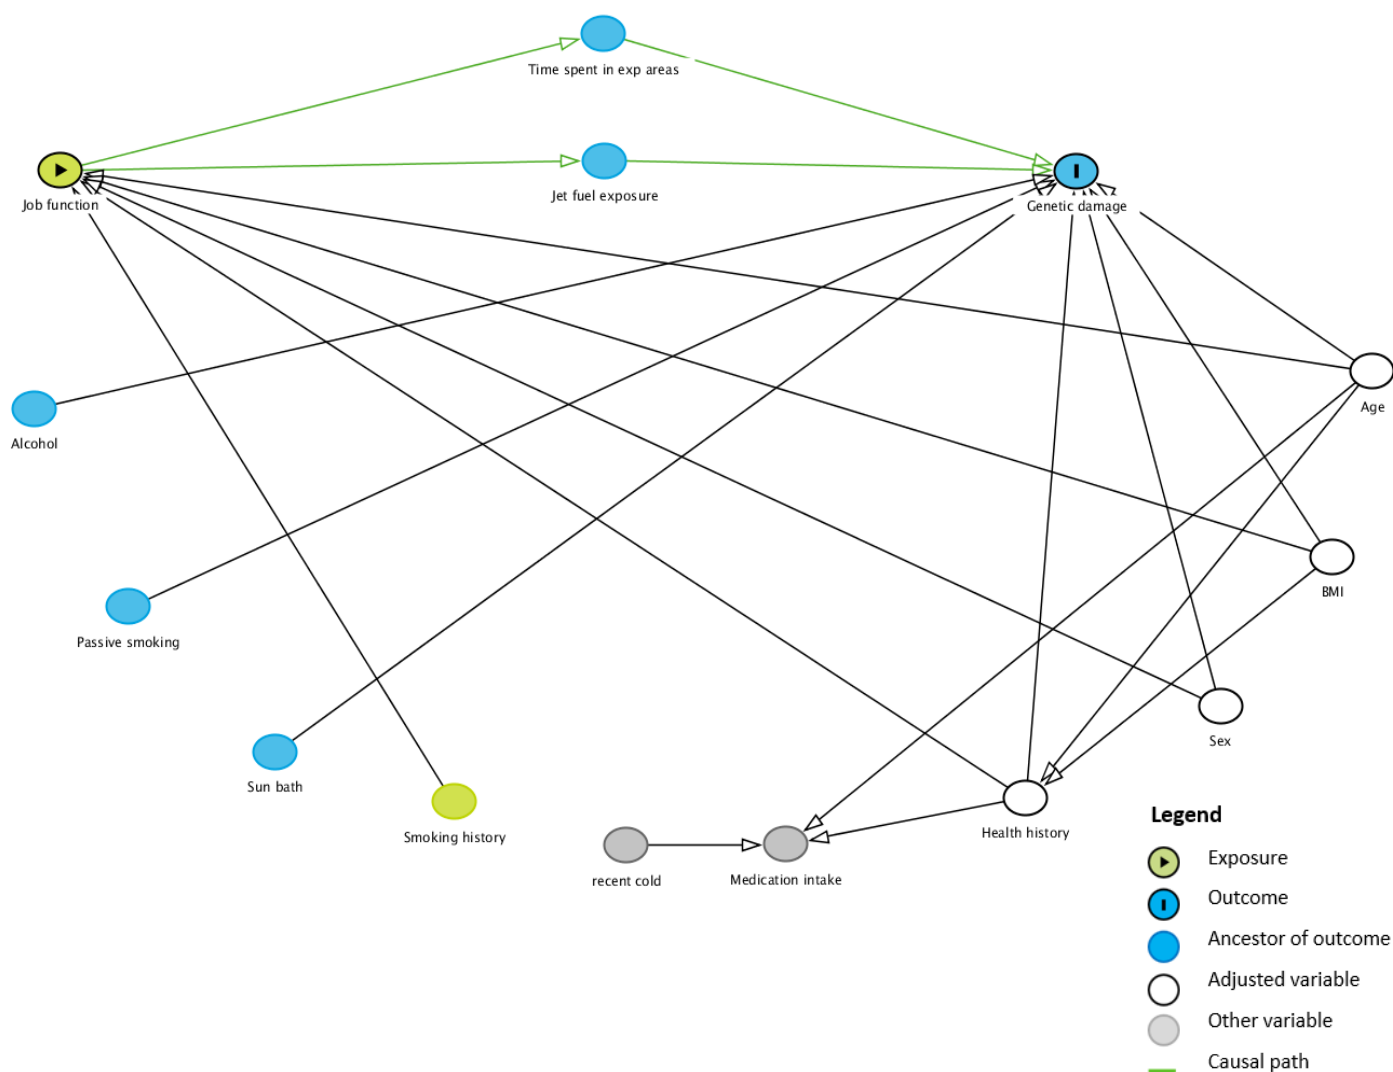 Time spent in exp areas
Job function
Jet fuel exposure
Genetic damage
Age
Alcohol
BMI
Passive smoking
Sex
Sun bath
Smoking history
recent cold
Medication intake
Health history
Legend
Exposure
Outcome
Ancestor of outcome
Adjusted variable
Other variable
Causal path